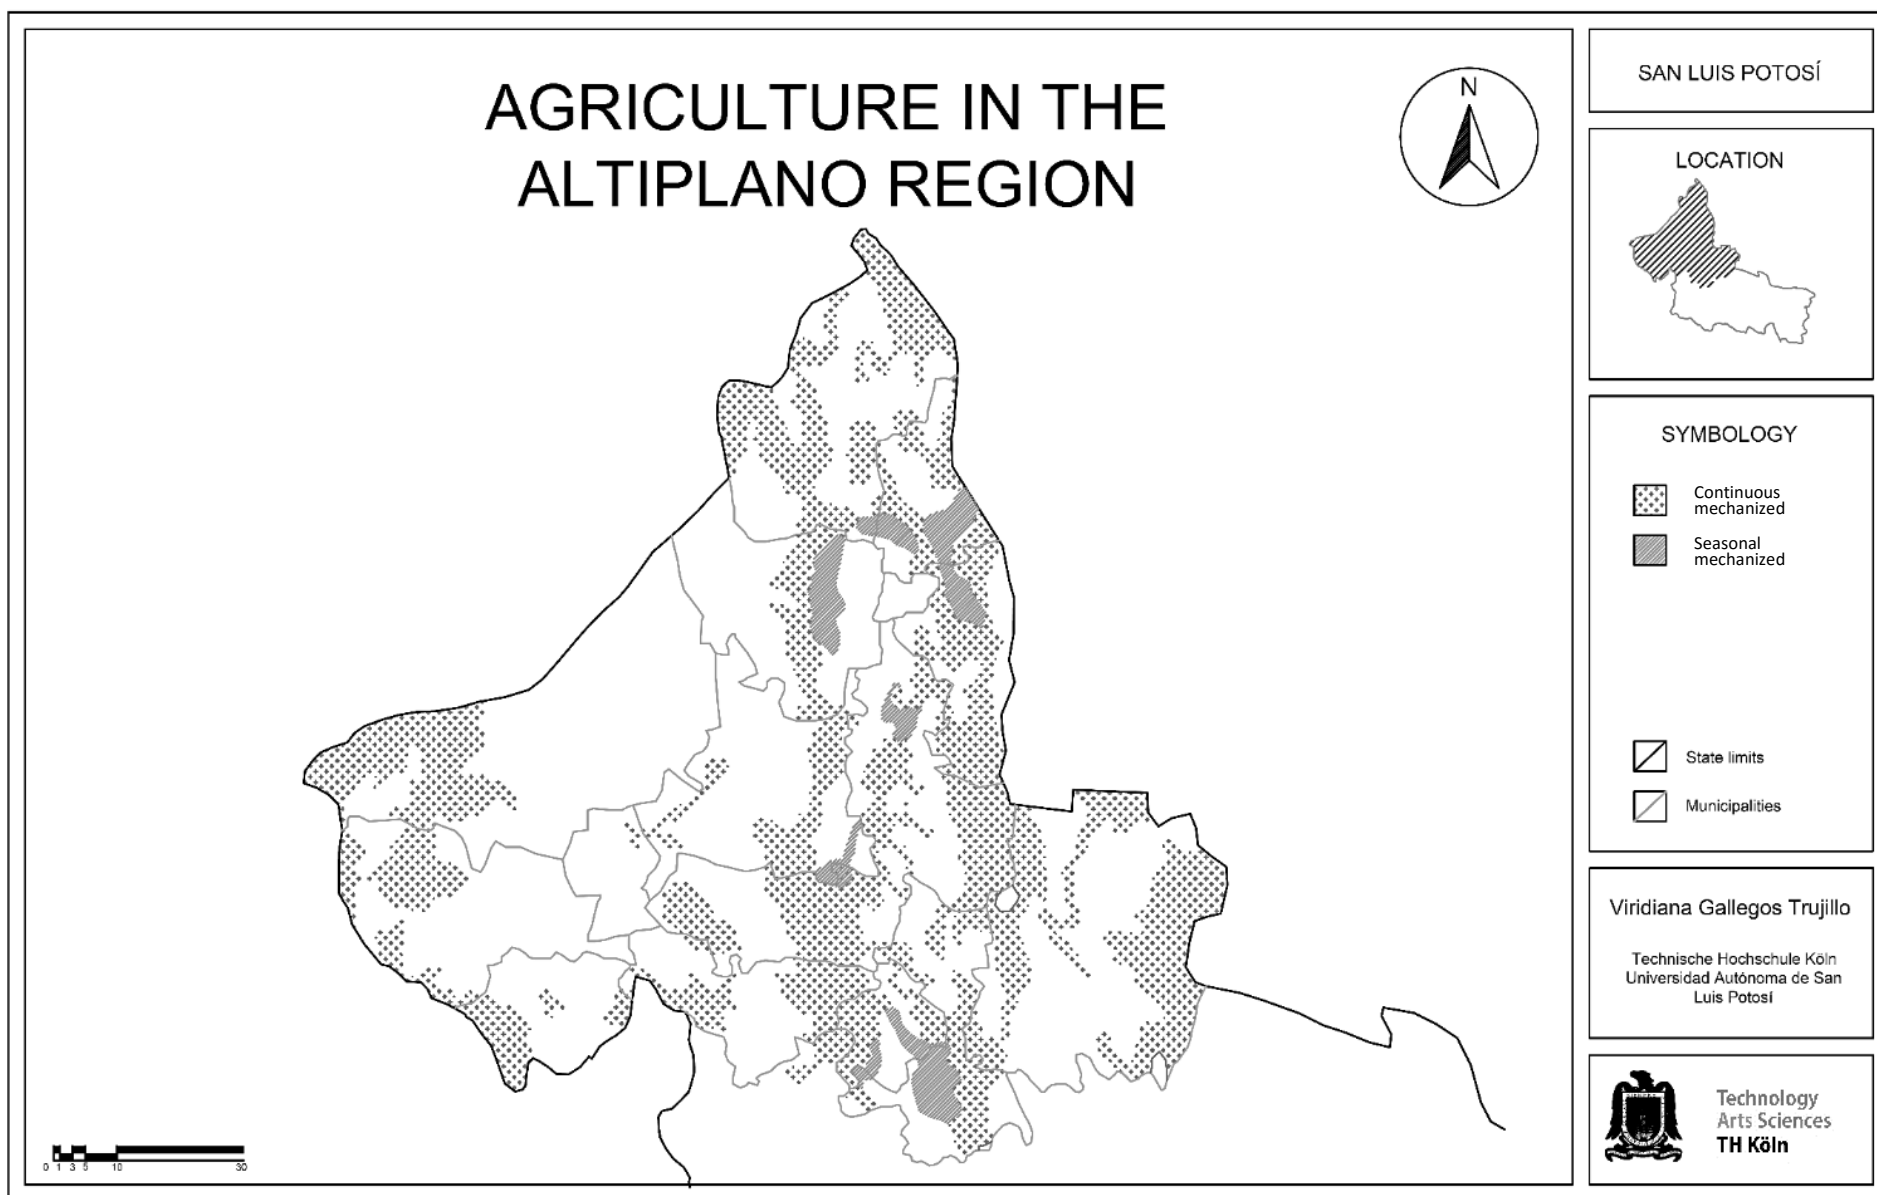 AGRICULTURE IN THE
ALTIPLANO REGION
N
SAN LUIS POTOSÍ
LOCATION
SYMBOLOGY
Continuous
mechanized
Seasonal
mechanized
State limits
Municipalities
Viridiana Gallegos Trujillo
Technische Hochschule Köln
Universidad Autónoma de San
Luis Potosí
Technology
Arts Sciences
TH Köln
0 1 3 5 10 30